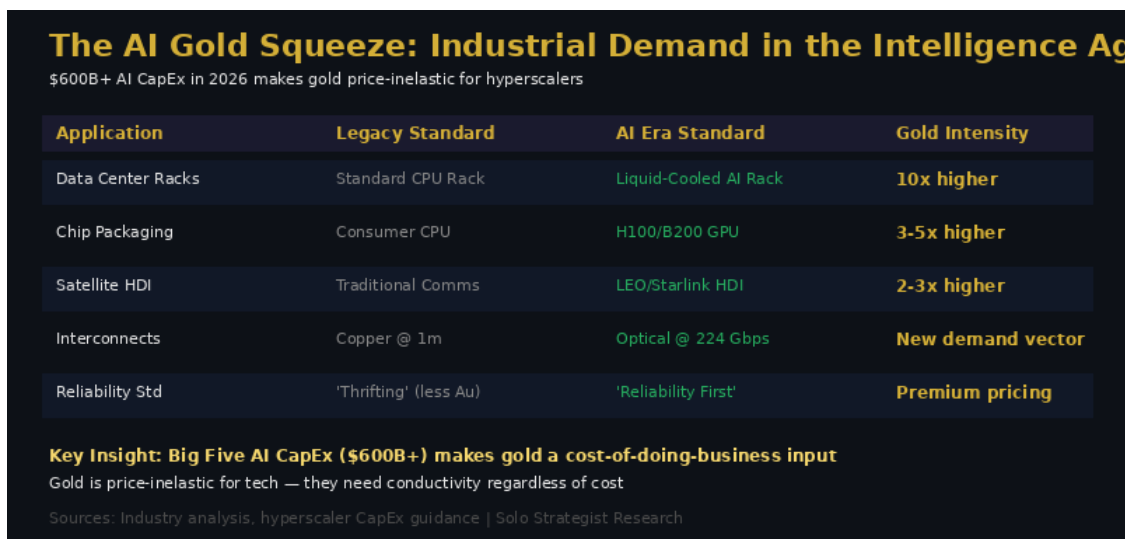 The AI Gold Squeeze: Industrial Demand in the Intelligence Ag
$600B+ AI CapEx in 2026 makes gold price-inelastic for hyperscalers
Application Legacy Standard AI Era Standard Gold Intensity
Data Center Racks Standard CPU Rack Liquid-Cooled AI Rack 10x higher
Chip Packaging Consumer CPU H100/B200 GPU 3-5x higher
Satellite HDI Traditional Comms LEO/Starlink HDI 2-3x higher
Interconnects Copper @ 1m Optical @ 224 Gbps New demand vector
Reliability Std 'Thrifting' (less Au) 'Reliability First' Premium pricing
Key Insight: Big Five AI CapEx ($600B+) makes gold a cost-of-doing-business input
Gold is price-inelastic for tech — they need conductivity regardless of cost
Sources: Industry analysis, hyperscaler CapEx guidance | Solo Strategist Research